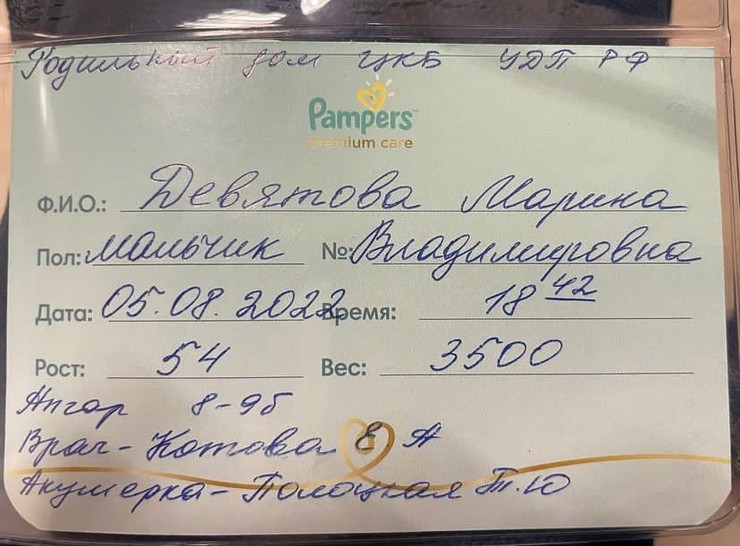 Родильный дом ЦКБ УДП РФ
Pampers
premium care
Ф.И.О.: Девятова Марина
Пол: мальчик №: Владимировна
Дата: 05.08.2022 Время: 18 42
Рост: 54 Вес: 3500
Апгар 8-9б
Врач - Котова Е А
Акушерка - Полоцкая Т.Ю